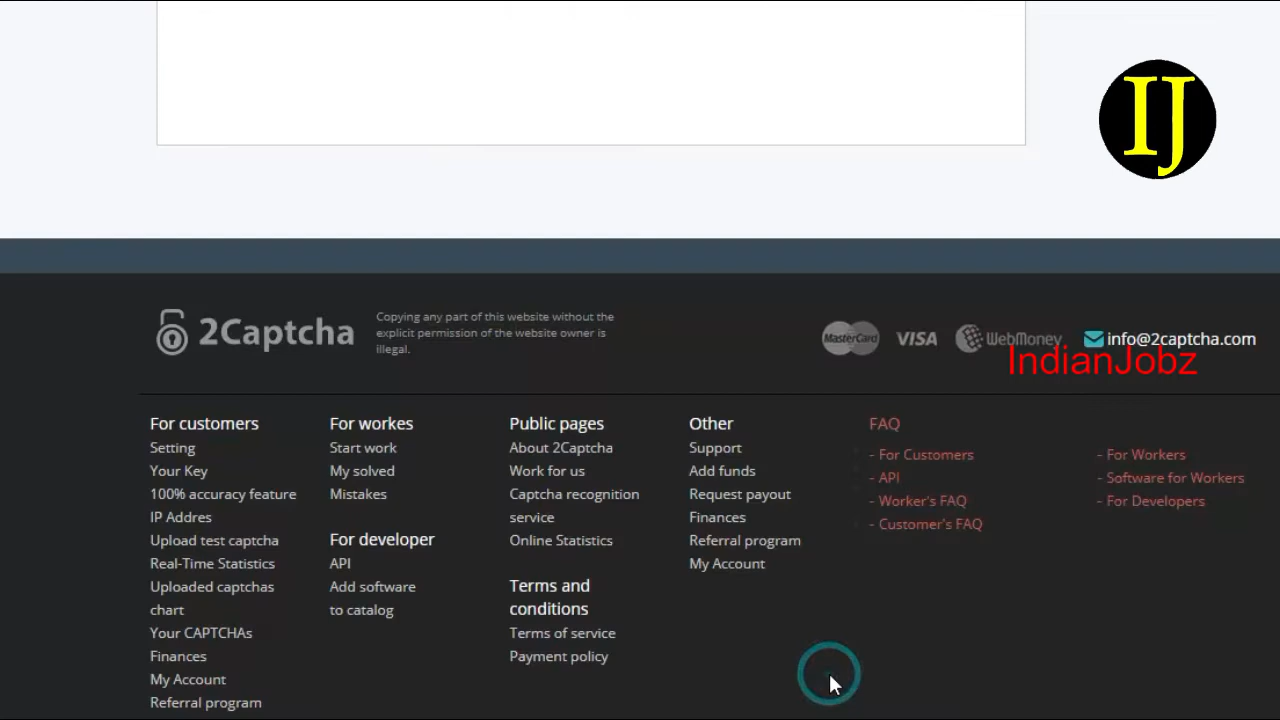 IJ
2Captcha
Copying any part of this website without the
explicit permission of the website owner is
illegal.
MasterCard
VISA
WebMoney
info@2captcha.com
IndianJobz
For customers
Setting
Your Key
100% accuracy feature
IP Addres
Upload test captcha
Real-Time Statistics
Uploaded captchas
chart
Your CAPTCHAs
Finances
My Account
Referral program
For workes
Start work
My solved
Mistakes
For developer
API
Add software
to catalog
Public pages
About 2Captcha
Work for us
Captcha recognition
service
Online Statistics
Terms and
conditions
Terms of service
Payment policy
Other
Support
Add funds
Request payout
Finances
Referral program
My Account
FAQ
- For Customers
- API
- Worker's FAQ
- Customer's FAQ
- For Workers
- Software for Workers
- For Developers